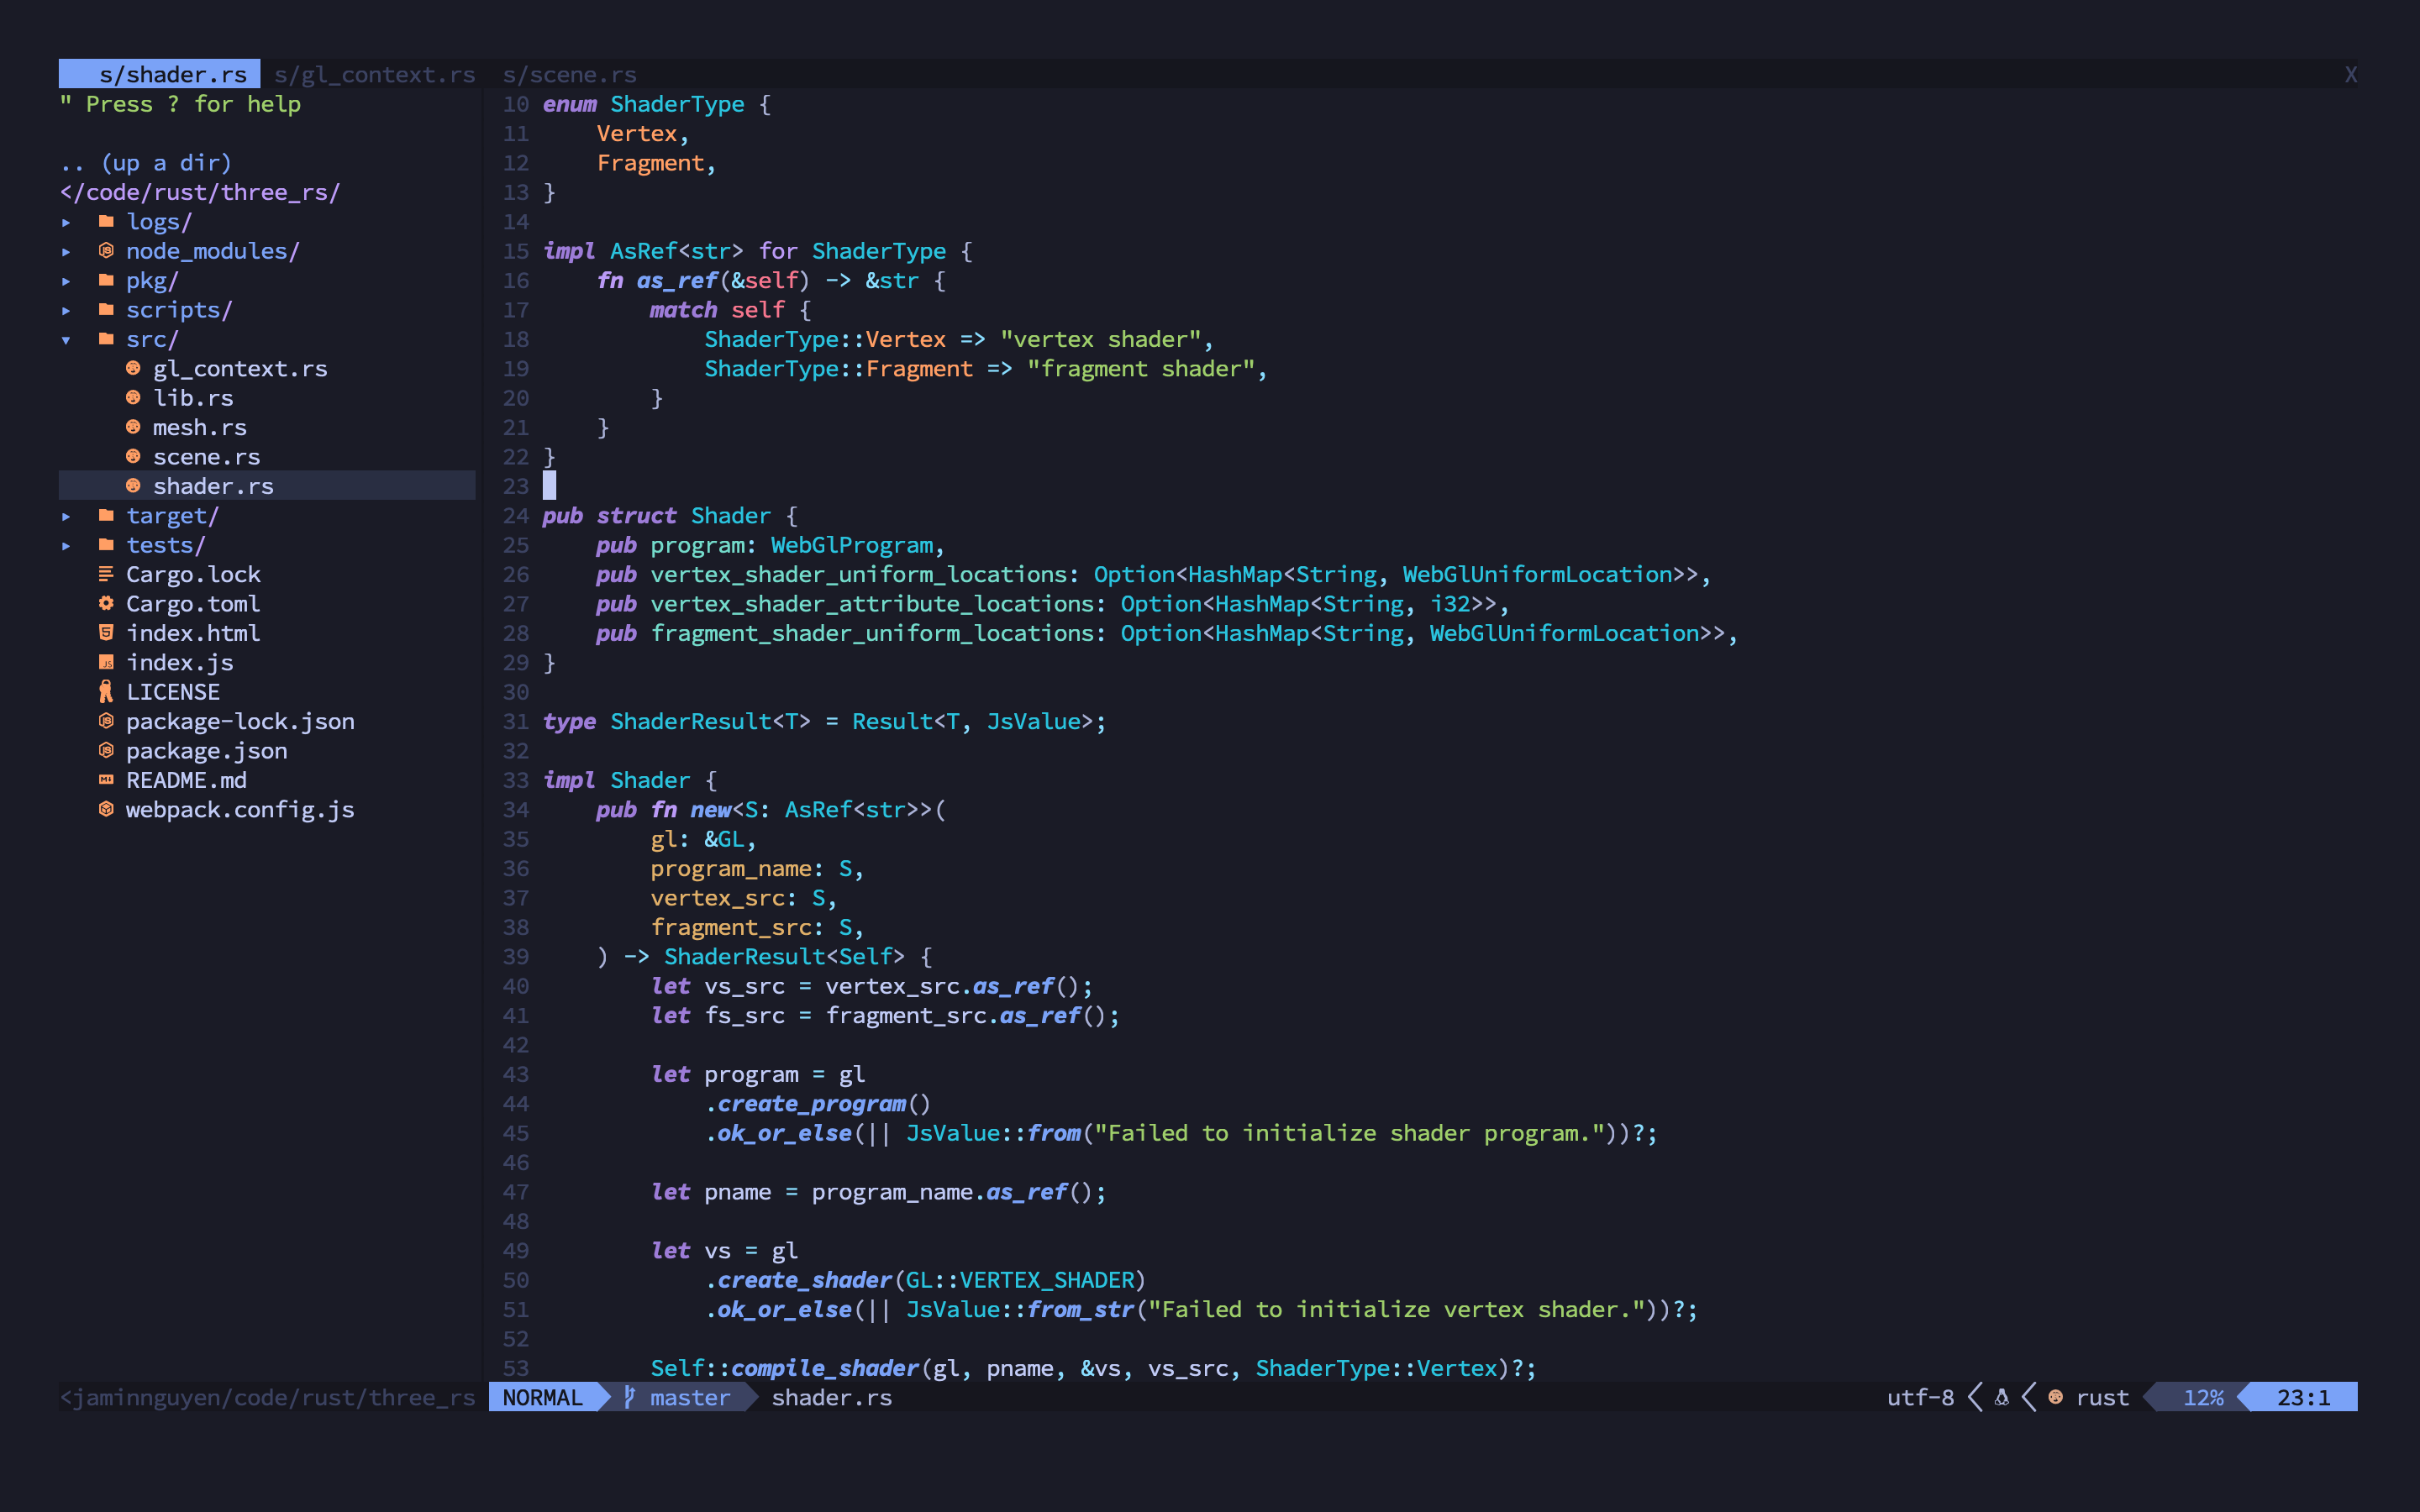 s/shader.rs s/gl_context.rs s/scene.rs X
" Press ? for help
.. (up a dir)
</code/rust/three_rs/
▸ logs/
▸ node_modules/
▸ pkg/
▸ scripts/
▾ src/
gl_context.rs
lib.rs
mesh.rs
scene.rs
shader.rs
▸ target/
▸ tests/
Cargo.lock
Cargo.toml
index.html
index.js
LICENSE
package-lock.json
package.json
README.md
webpack.config.js
10 enum ShaderType {
11     Vertex,
12     Fragment,
13 }
14
15 impl AsRef<str> for ShaderType {
16     fn as_ref(&self) -> &str {
17         match self {
18             ShaderType::Vertex => "vertex shader",
19             ShaderType::Fragment => "fragment shader",
20         }
21     }
22 }
23
24 pub struct Shader {
25     pub program: WebGlProgram,
26     pub vertex_shader_uniform_locations: Option<HashMap<String, WebGlUniformLocation>>,
27     pub vertex_shader_attribute_locations: Option<HashMap<String, i32>>,
28     pub fragment_shader_uniform_locations: Option<HashMap<String, WebGlUniformLocation>>,
29 }
30
31 type ShaderResult<T> = Result<T, JsValue>;
32
33 impl Shader {
34     pub fn new<S: AsRef<str>>(
35         gl: &GL,
36         program_name: S,
37         vertex_src: S,
38         fragment_src: S,
39     ) -> ShaderResult<Self> {
40         let vs_src = vertex_src.as_ref();
41         let fs_src = fragment_src.as_ref();
42
43         let program = gl
44             .create_program()
45             .ok_or_else(|| JsValue::from("Failed to initialize shader program."))?;
46
47         let pname = program_name.as_ref();
48
49         let vs = gl
50             .create_shader(GL::VERTEX_SHADER)
51             .ok_or_else(|| JsValue::from_str("Failed to initialize vertex shader."))?;
52
53         Self::compile_shader(gl, pname, &vs, vs_src, ShaderType::Vertex)?;
<jaminnguyen/code/rust/three_rs NORMAL master shader.rs utf-8 rust 12% 23:1